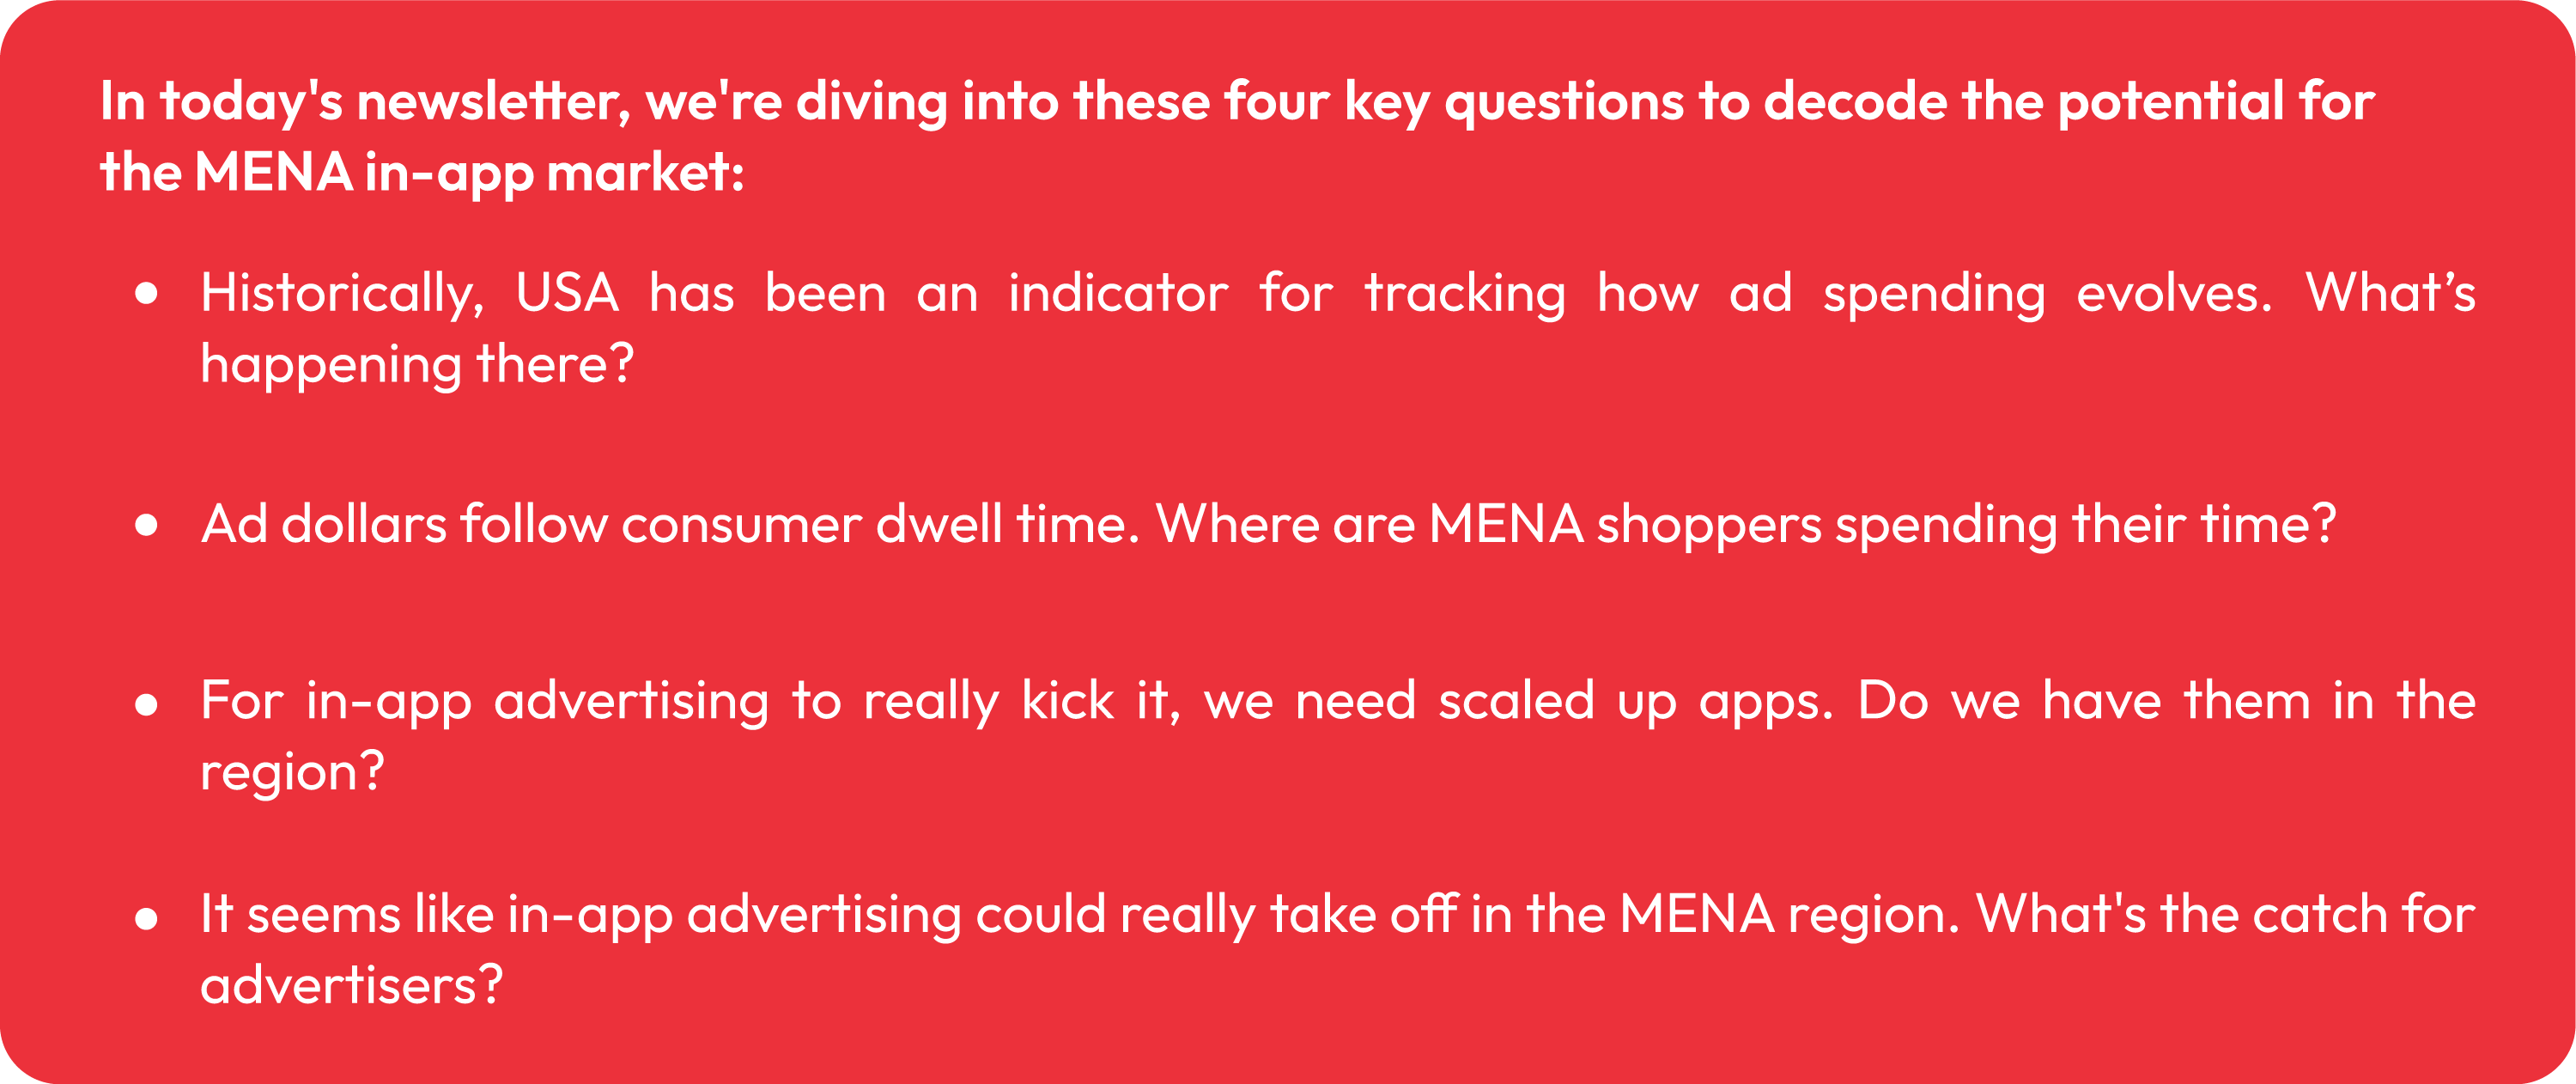 In today's newsletter, we're diving into these four key questions to decode the potential for
the MENA in-app market:
• Historically, USA has been an indicator for tracking how ad spending evolves. What’s
happening there?
• Ad dollars follow consumer dwell time. Where are MENA shoppers spending their time?
• For in-app advertising to really kick it, we need scaled up apps. Do we have them in the
region?
• It seems like in-app advertising could really take off in the MENA region. What's the catch for
advertisers?